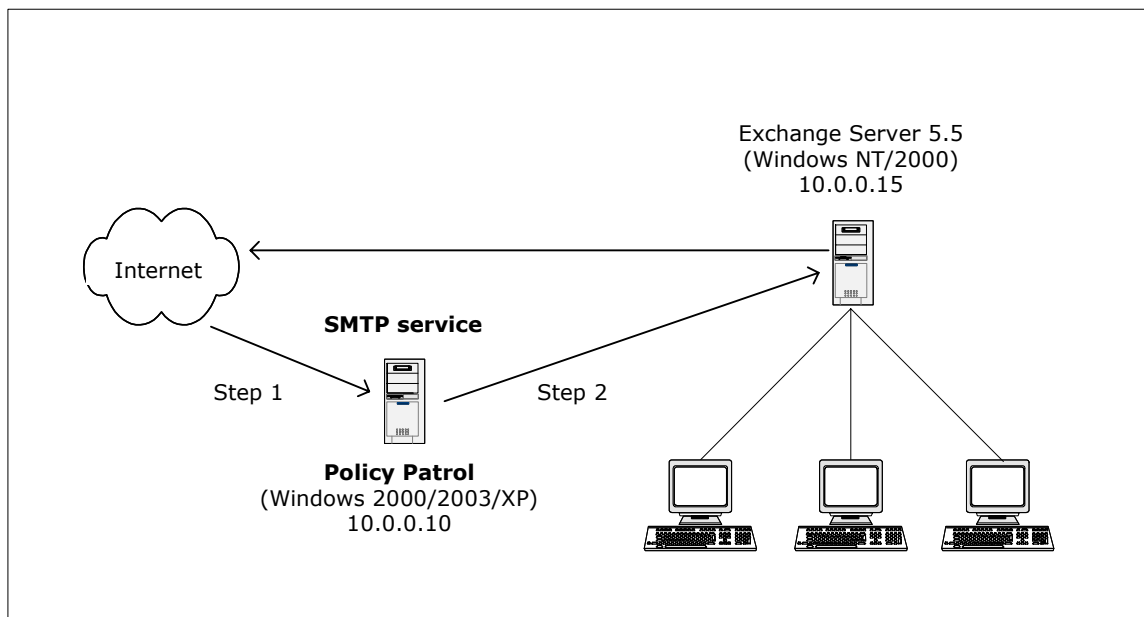 Exchange Server 5.5
(Windows NT/2000)
10.0.0.15
Internet
SMTP service
Step 1
Step 2
Policy Patrol
(Windows 2000/2003/XP)
10.0.0.10